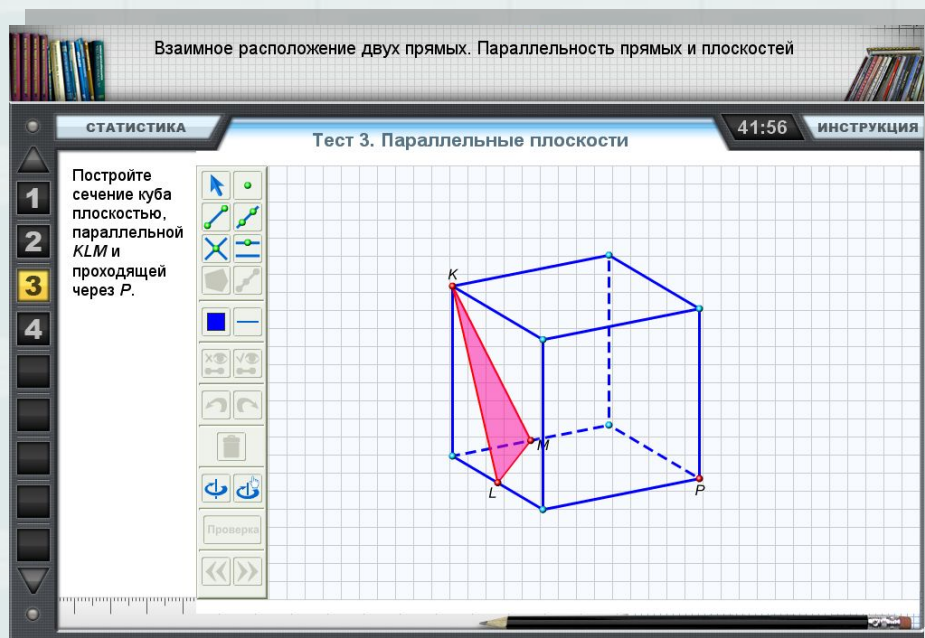 Взаимное расположение двух прямых. Параллельность прямых и плоскостей
СТАТИСТИКА
Тест 3. Параллельные плоскости
41:56
ИНСТРУКЦИЯ
1
2
3
4
Постройте
сечение куба
плоскостью,
параллельной
KLM и
проходящей
через P.
Проверка
K
M
L
P